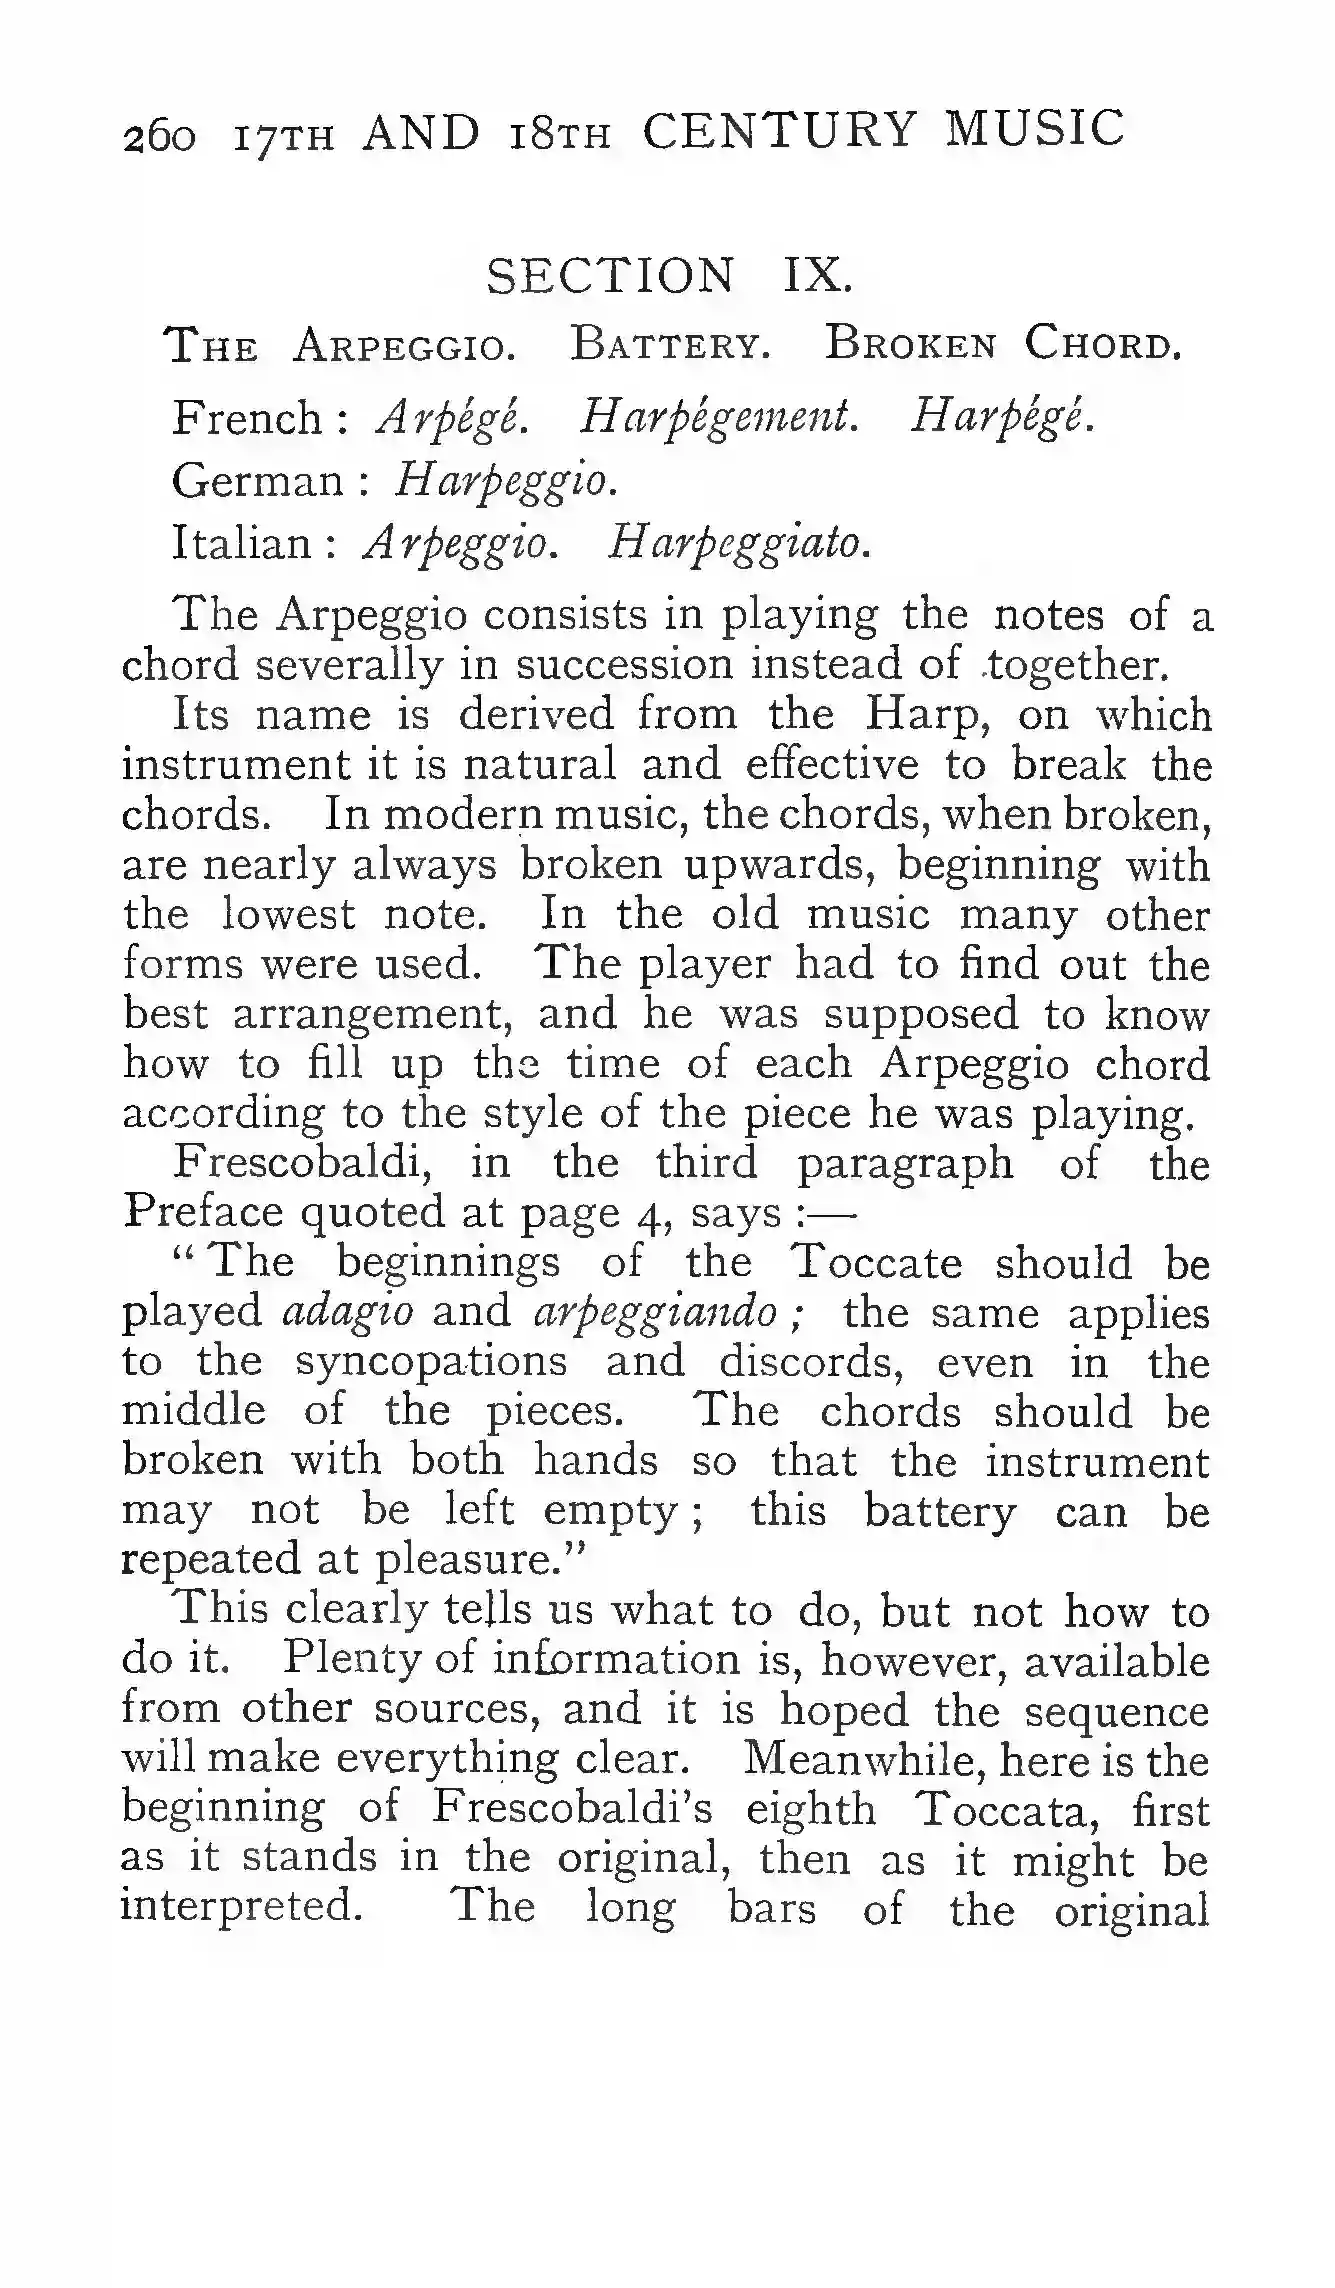 260 17TH AND 18TH CENTURY MUSIC
SECTION IX.
THE ARPEGGIO. BATTERY. BROKEN CHORD.
French : Arpégé. Harpégement. Harpégé.
German : Harpeggio.
Italian : Arpeggio. Harpeggiato.
The Arpeggio consists in playing the notes of a
chord severally in succession instead of together.
Its name is derived from the Harp, on which
instrument it is natural and effective to break the
chords. In modern music, the chords, when broken,
are nearly always broken upwards, beginning with
the lowest note. In the old music many other
forms were used. The player had to find out the
best arrangement, and he was supposed to know
how to fill up the time of each Arpeggio chord
according to the style of the piece he was playing.
Frescobaldi, in the third paragraph of the
Preface quoted at page 4, says :—
“ The beginnings of the Toccate should be
played adagio and arpeggiando ; the same applies
to the syncopations and discords, even in the
middle of the pieces. The chords should be
broken with both hands so that the instrument
may not be left empty ; this battery can be
repeated at pleasure.”
This clearly tells us what to do, but not how to
do it. Plenty of information is, however, available
from other sources, and it is hoped the sequence
will make everything clear. Meanwhile, here is the
beginning of Frescobaldi’s eighth Toccata, first
as it stands in the original, then as it might be
interpreted. The long bars of the original